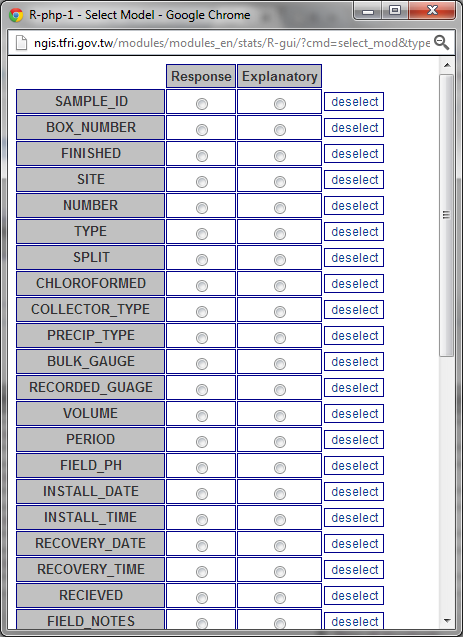 R-php-1 - Select Model - Google Chrome
ngis.tfri.gov.tw/modules/modules_en/stats/R-gui/?cmd=select_mod&type
Response Explanatory
SAMPLE_ID deselect
BOX_NUMBER deselect
FINISHED deselect
SITE deselect
NUMBER deselect
TYPE deselect
SPLIT deselect
CHLOROFORMED deselect
COLLECTOR_TYPE deselect
PRECIP_TYPE deselect
BULK_GAUGE deselect
RECORDED_GUAGE deselect
VOLUME deselect
PERIOD deselect
FIELD_PH deselect
INSTALL_DATE deselect
INSTALL_TIME deselect
RECOVERY_DATE deselect
RECOVERY_TIME deselect
RECIEVED deselect
FIELD_NOTES deselect